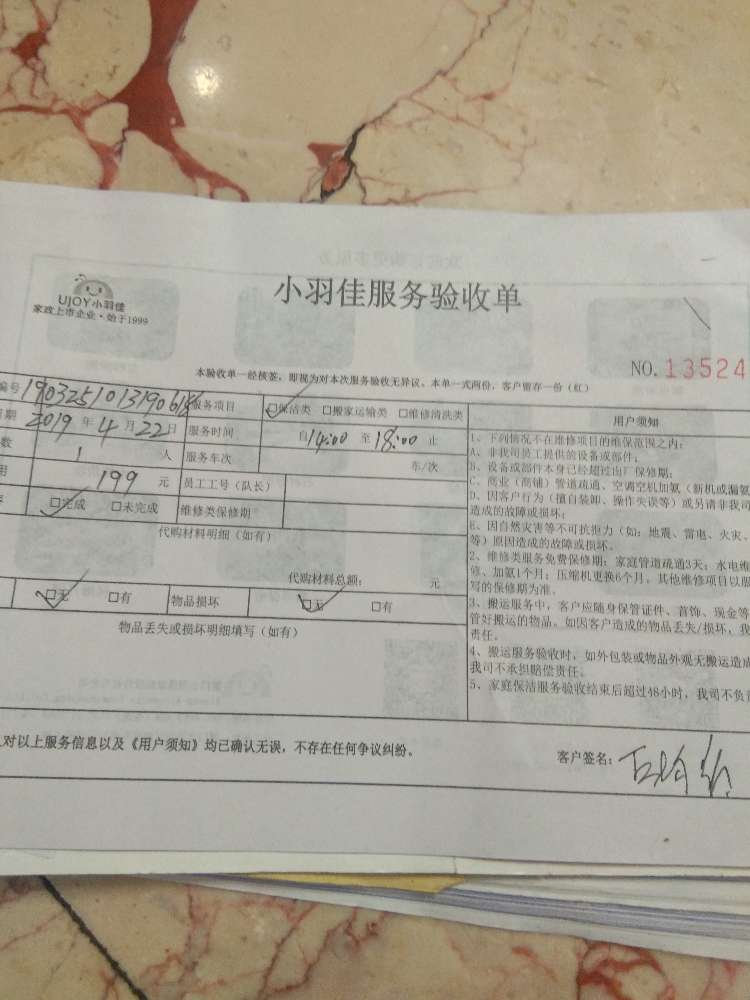 UJOY小羽佳
家政上市企业·始于1999
小羽佳服务验收单
NO. 13524
本验收单一经核签，即视为对本次服务验收无异议。本单一式两份，客户留存一份（红）
编号 服务项目 □保洁类 □搬家运输类 □维修清洗类
期 2019 年 4 月 22 日 服务时间 自 14:00 至 18:00 止
数 1 人 服务车次 车/次
用 199 元 员工工号（队长）
□完成 □未完成 维修类保修期
代购材料明细（如有）
代购材料总额： 元
□无 □有 物品损坏 □无 □有
物品丢失或损坏明细填写（如有）
用户须知
1、下列情况不在维修项目的维保范围之内：
A、非我司员工提供的设备或部件；
B、设备或部件本身已经超过出厂保修期；
C、商业（商铺）管道疏通、空调空机加氨（新机或漏氨
D、因客户行为（擅自装卸、操作失误等）或另请非我司
造成的故障或损坏；
E、因自然灾害等不可抗拒力（如：地震、雷电、火灾、
等）原因造成的故障或损坏。
2、维修类服务免费保修期：家庭管道疏通3天；水电维
修、加氨1个月；压缩机更换6个月，其他维修项目以服
写的保修期为准。
3、搬运服务中，客户应随身保管证件、首饰、现金等
管好搬运的物品。如因客户造成的物品丢失/损坏，我
责任。
4、搬运服务验收时，如外包装或物品外观无搬运造成
我司不承担赔偿责任。
5、家庭保洁服务验收结束后超过48小时，我司不负责
对以上服务信息以及《用户须知》均已确认无误，不存在任何争议纠纷。
客户签名：